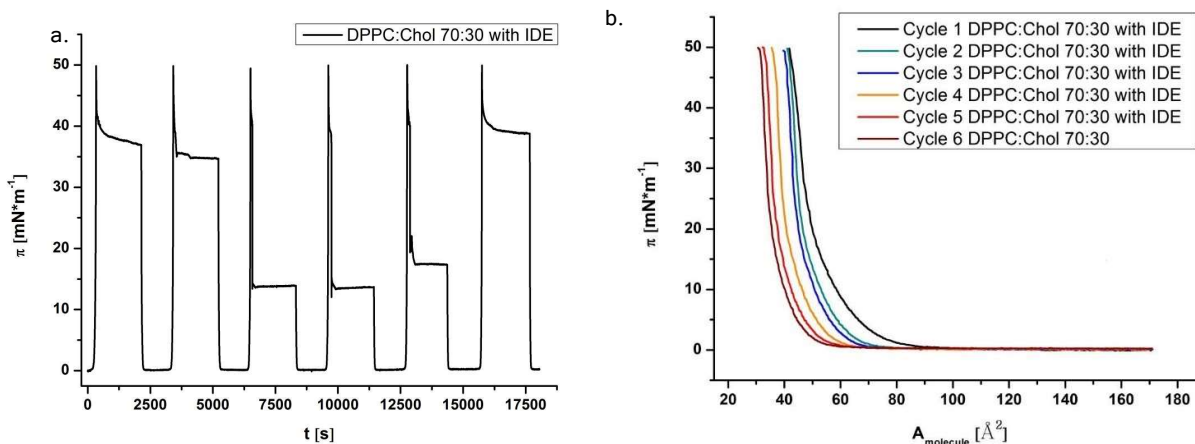 a.
DPPC:Chol 70:30 with IDE
50
40
30
20
10
0
π [mN*m⁻¹]
0 2500 5000 7500 10000 12500 15000 17500
t [s]
b.
Cycle 1 DPPC:Chol 70:30 with IDE
Cycle 2 DPPC:Chol 70:30 with IDE
Cycle 3 DPPC:Chol 70:30 with IDE
Cycle 4 DPPC:Chol 70:30 with IDE
Cycle 5 DPPC:Chol 70:30 with IDE
Cycle 6 DPPC:Chol 70:30
50
40
30
20
10
0
π [mN*m⁻¹]
20 40 60 80 100 120 140 160 180
A_molecule [Å²]